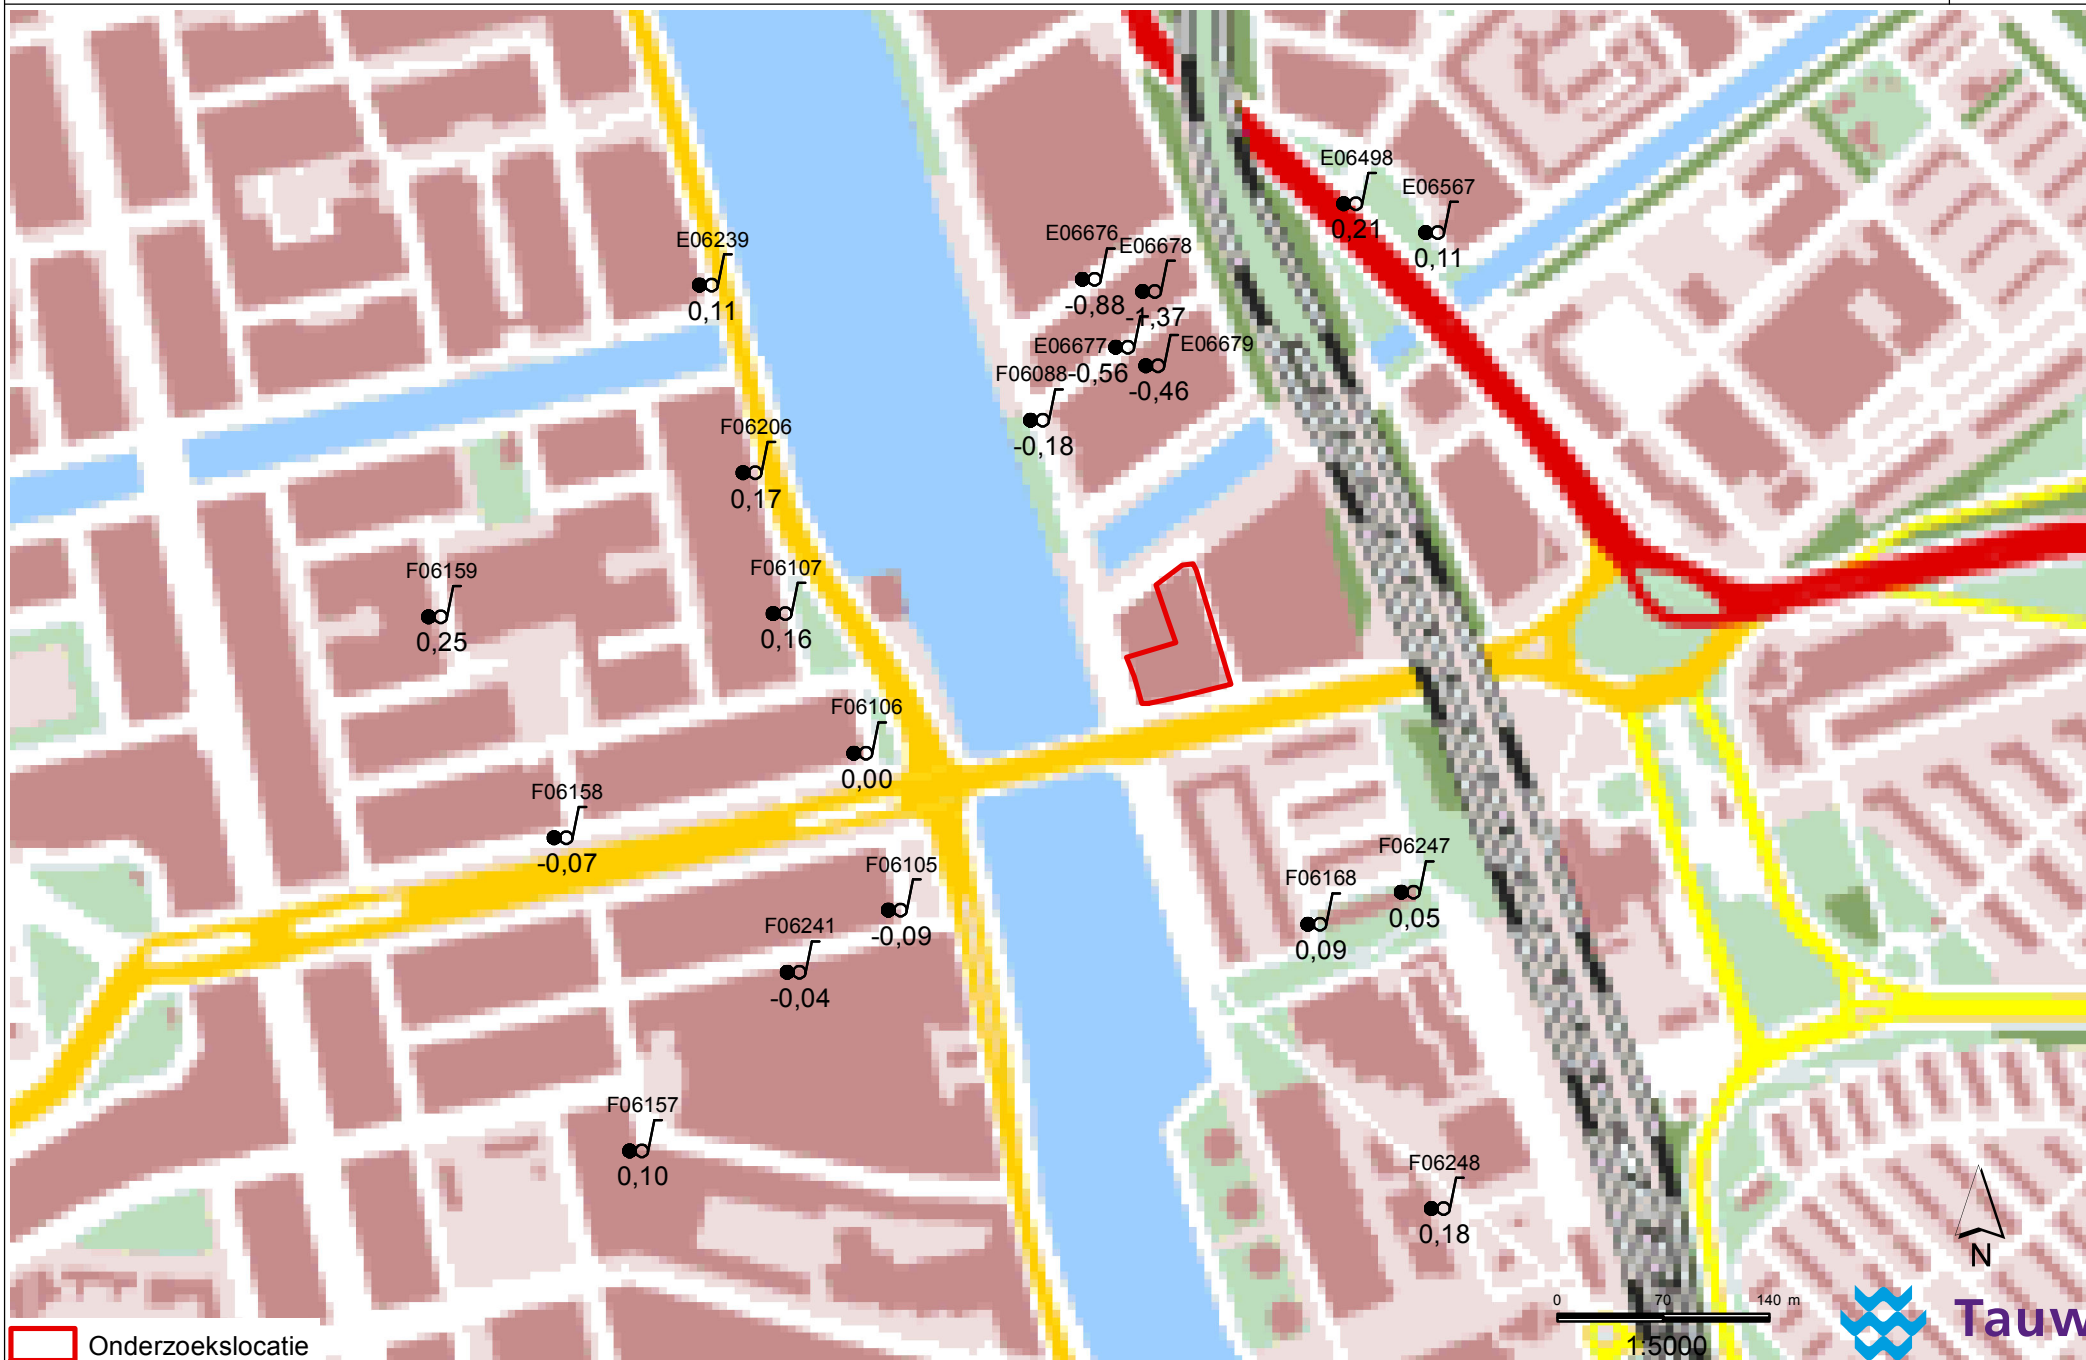 E06498
0,21
E06567
0,11
E06239
0,11
E06676
-0,88
E06678
-1,37
E06677
-0,56
E06679
-0,46
F06088
-0,18
F06206
0,17
F06159
0,25
F06107
0,16
F06106
0,00
F06158
-0,07
F06105
-0,09
F06247
0,05
F06168
0,09
F06241
-0,04
F06157
0,10
F06248
0,18
N
0 70 140 m
1:5000
Tauw
Onderzoekslocatie